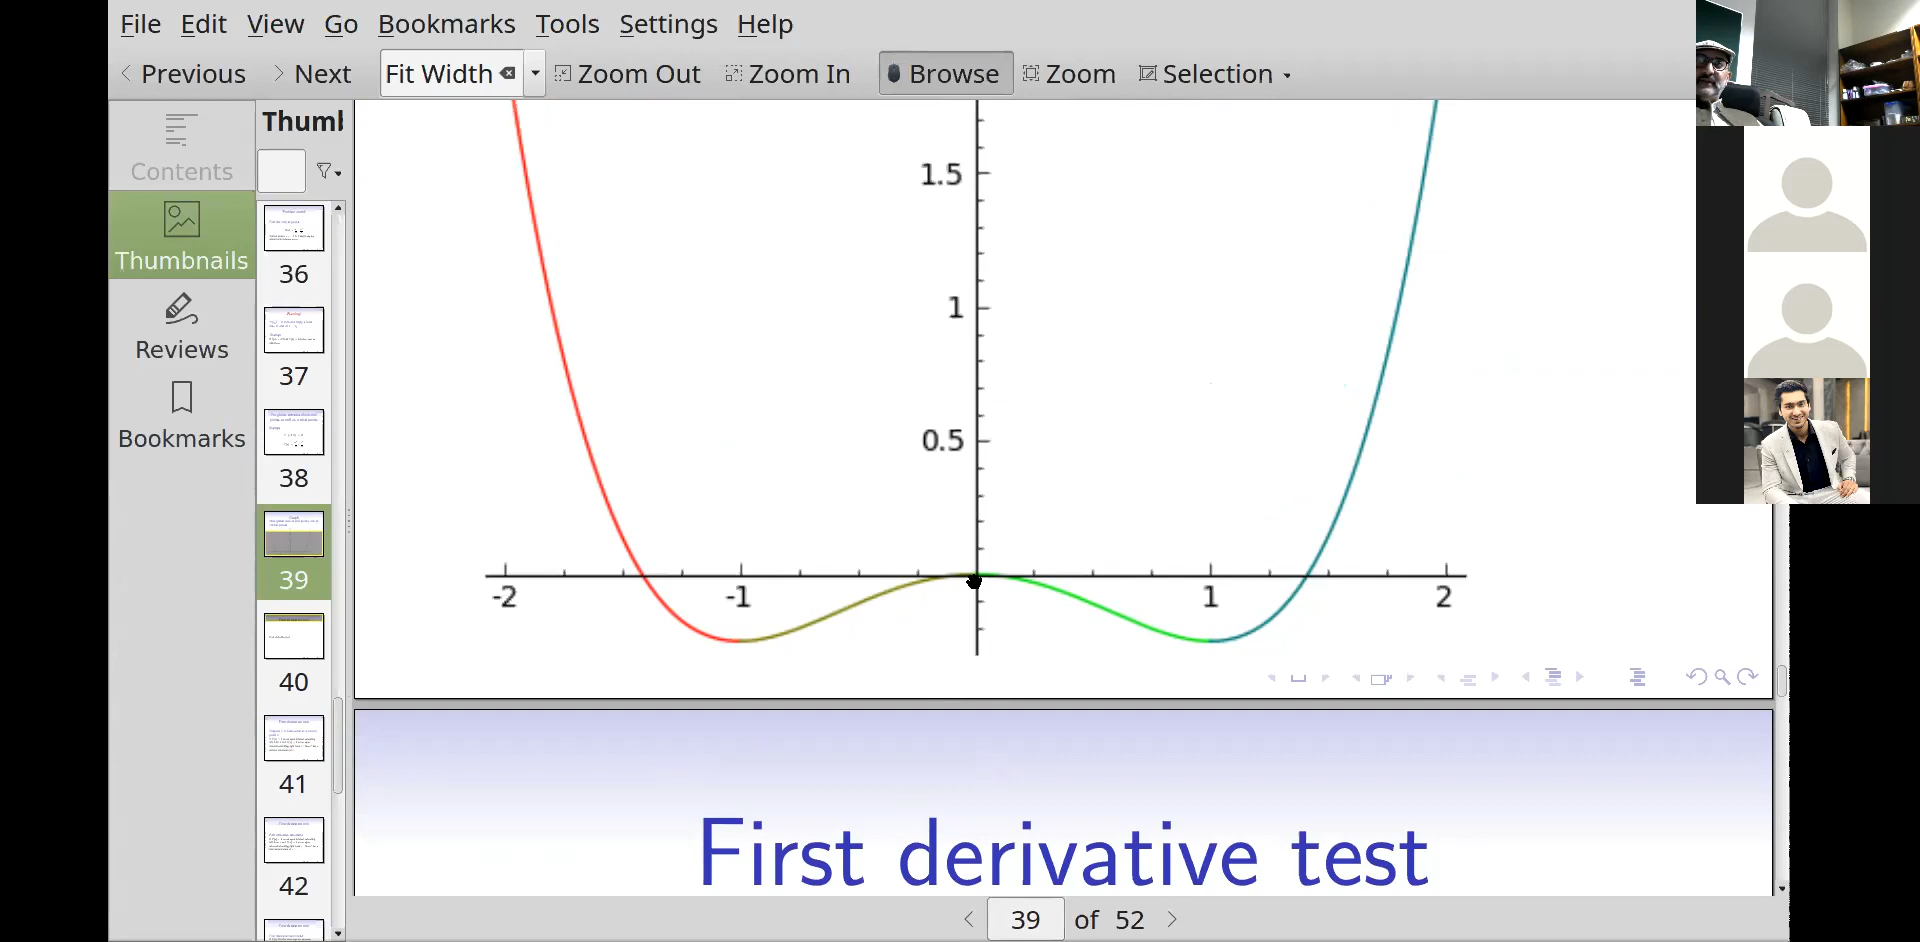 File Edit View Go Bookmarks Tools Settings Help
Previous Next Fit Width Zoom Out Zoom In Browse Zoom Selection
Contents
Thumbnails
Reviews
Bookmarks
Thuml
36
37
38
39
40
41
42
1.5
1
0.5
-2 -1 1 2
First derivative test
39 of 52